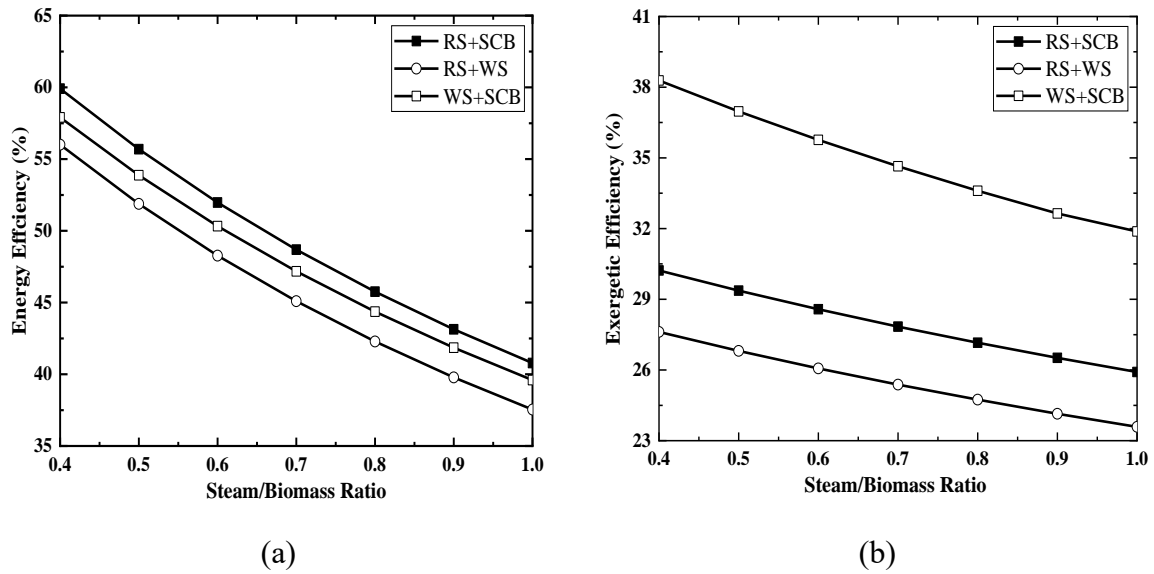 65
60
55
50
45
40
35
0.4 0.5 0.6 0.7 0.8 0.9 1.0
Energy Effciency (%)
Steam/Biomass Ratio
RS+SCB
RS+WS
WS+SCB
(a)
41
38
35
32
29
26
23
0.4 0.5 0.6 0.7 0.8 0.9 1.0
Exergetic Efficiency (%)
Steam/Biomass Ratio
RS+SCB
RS+WS
WS+SCB
(b)